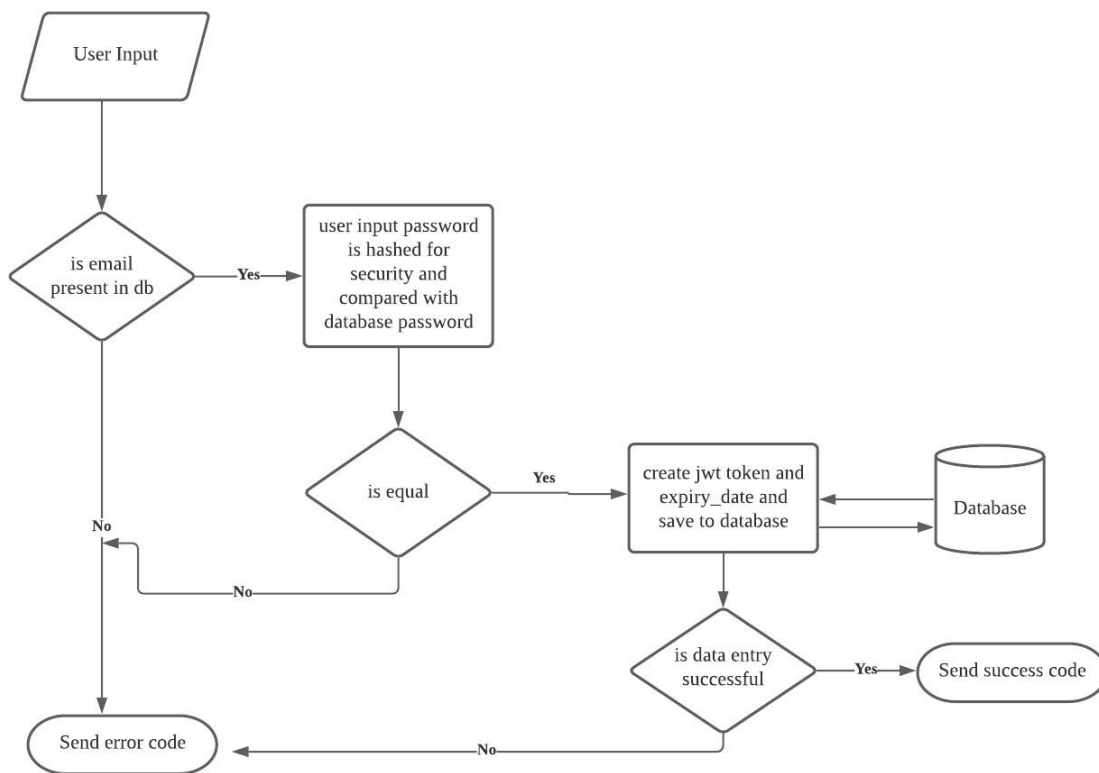 User Input
is email
present in db
Yes
user input password
is hashed for
security and
compared with
database password
is equal
Yes
create jwt token and
expiry_date and
save to database
Database
No
No
is data entry
successful
Yes
Send success code
Send error code
No